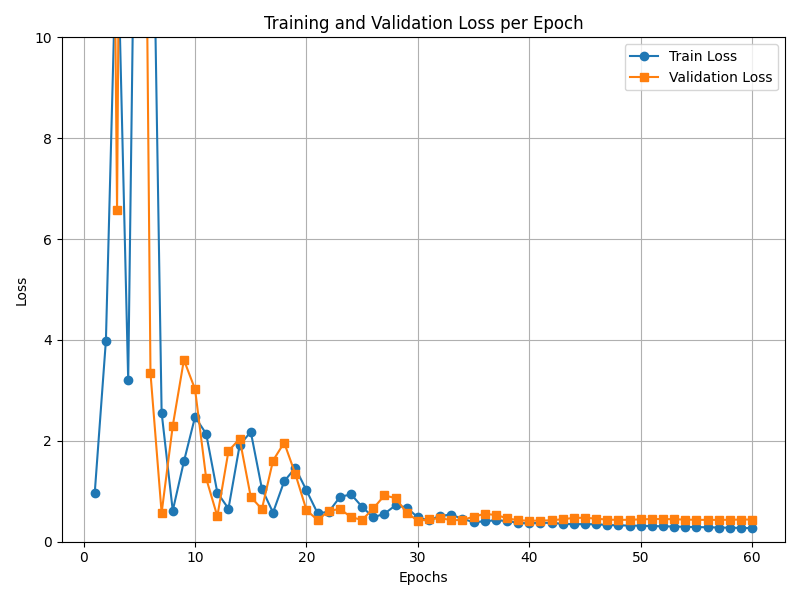 Training and Validation Loss per Epoch
Train Loss
Validation Loss
Loss
10
8
6
4
2
0
0 10 20 30 40 50 60
Epochs